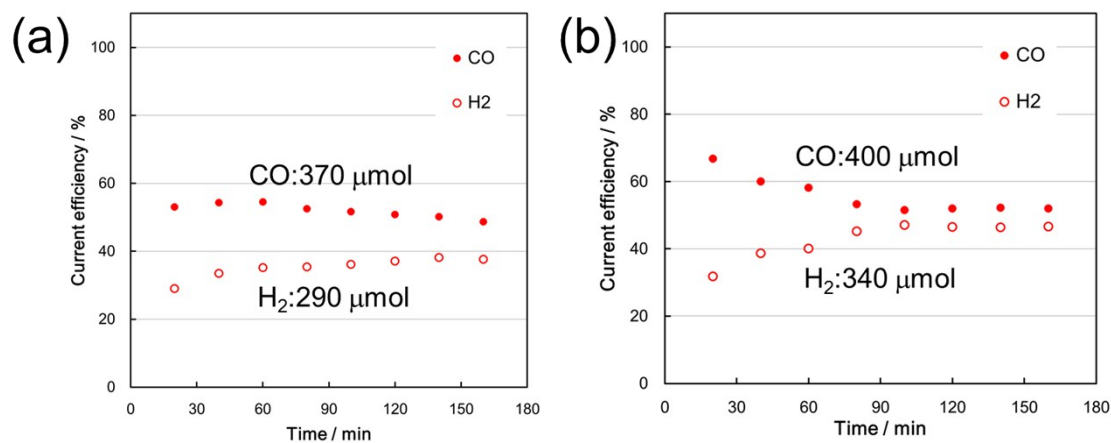 (a)
100
80
60
40
20
0
Current efficiency / %
CO
H2
CO:370 μmol
H₂:290 μmol
0 30 60 90 120 150 180
Time / min
(b)
100
80
60
40
20
0
Current efficiency / %
CO
H2
CO:400 μmol
H₂:340 μmol
0 30 60 90 120 150 180
Time / min